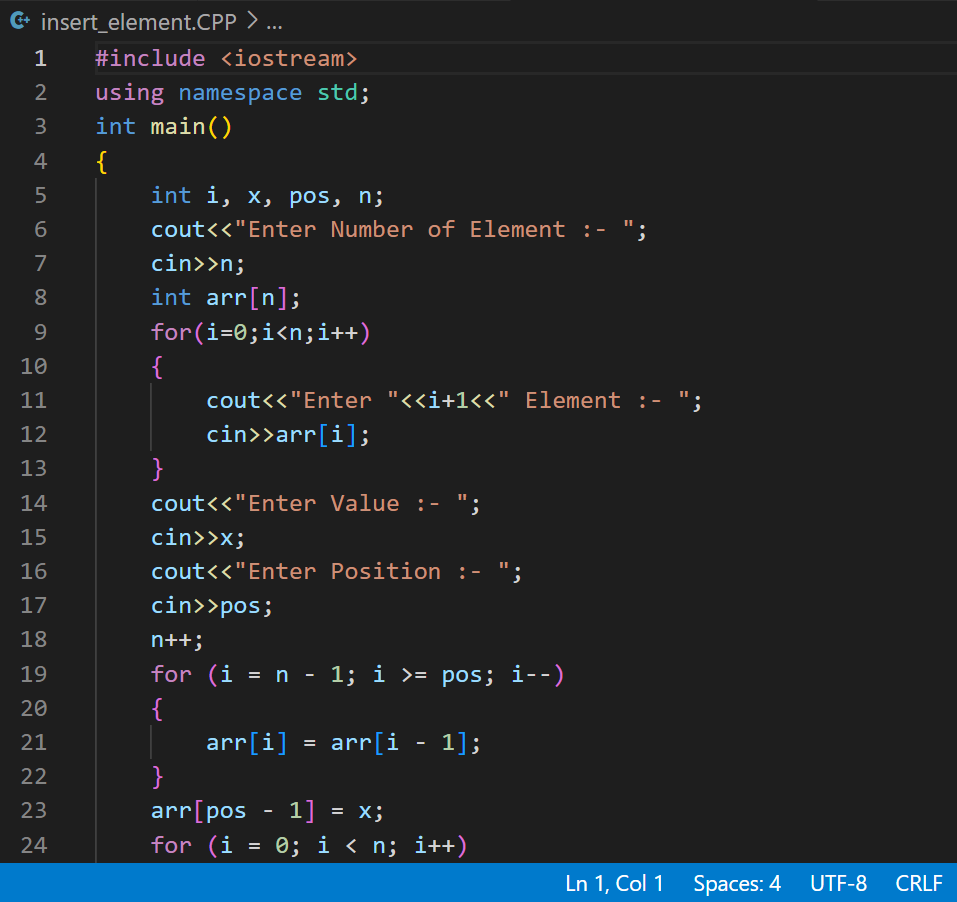 insert_element.CPP > ...
1 #include <iostream>
2 using namespace std;
3 int main()
4 {
5     int i, x, pos, n;
6     cout<<"Enter Number of Element :- ";
7     cin>>n;
8     int arr[n];
9     for(i=0;i<n;i++)
10     {
11         cout<<"Enter "<<i+1<<" Element :- ";
12         cin>>arr[i];
13     }
14     cout<<"Enter Value :- ";
15     cin>>x;
16     cout<<"Enter Position :- ";
17     cin>>pos;
18     n++;
19     for (i = n - 1; i >= pos; i--)
20     {
21         arr[i] = arr[i - 1];
22     }
23     arr[pos - 1] = x;
24     for (i = 0; i < n; i++)
Ln 1, Col 1 Spaces: 4 UTF-8 CRLF